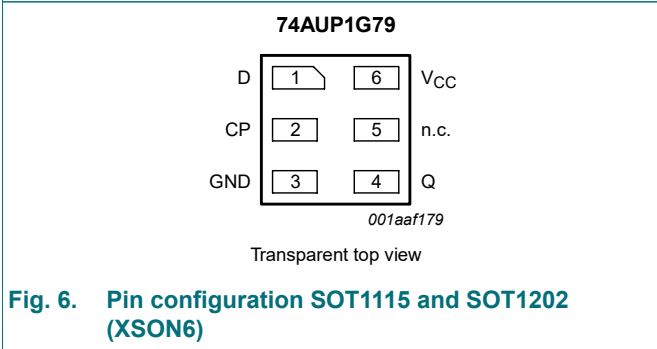 74AUP1G79
D 1 6 VCC
CP 2 5 n.c.
GND 3 4 Q
001aaf179
Transparent top view
Fig. 6. Pin configuration SOT1115 and SOT1202
(XSON6)